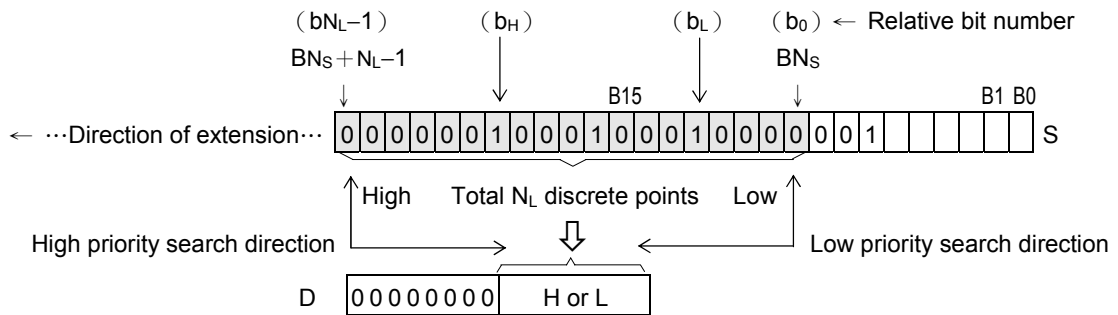 (bNL–1) (bH) (bL) (b0) ← Relative bit number
BNS+NL–1 BNS
B15 B1 B0
← ⋯Direction of extension⋯ 0 0 0 0 0 0 1 0 0 0 1 0 0 0 1 0 0 0 0 0 0 1 S
High Total NL discrete points Low
High priority search direction Low priority search direction
D 0 0 0 0 0 0 0 0 H or L